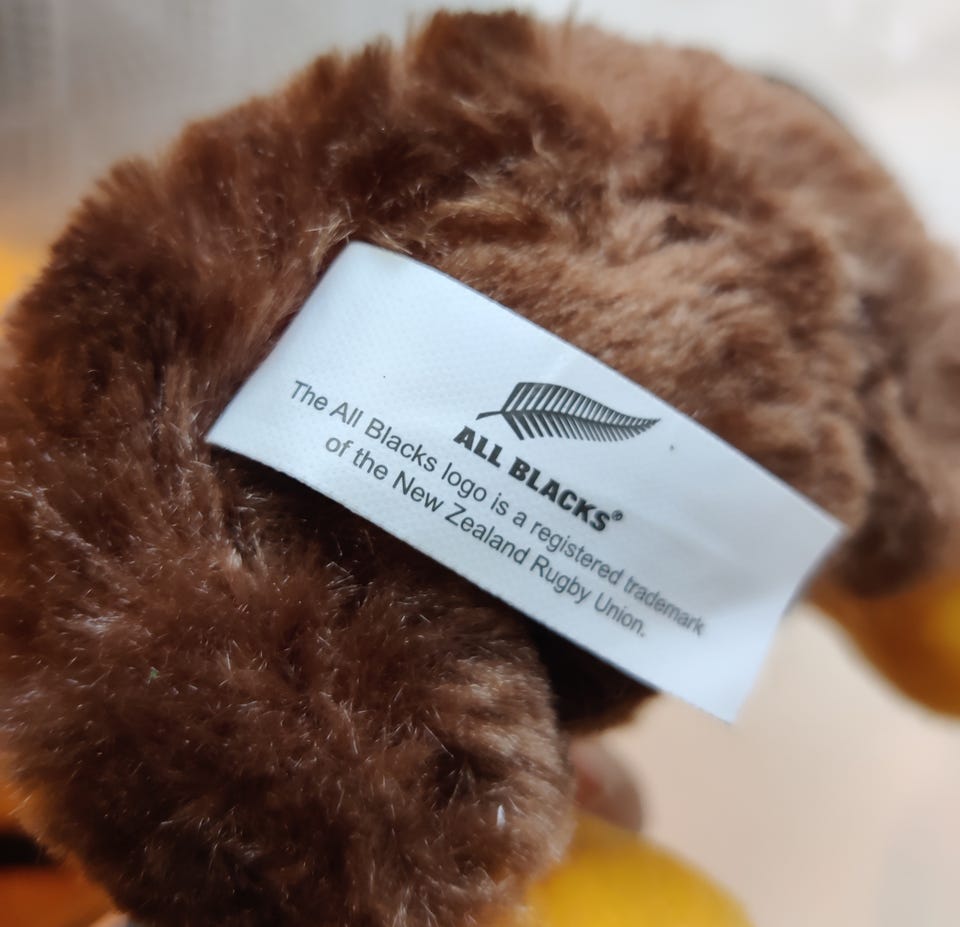 ALL BLACKS®
The All Blacks logo is a registered trademark
of the New Zealand Rugby Union.